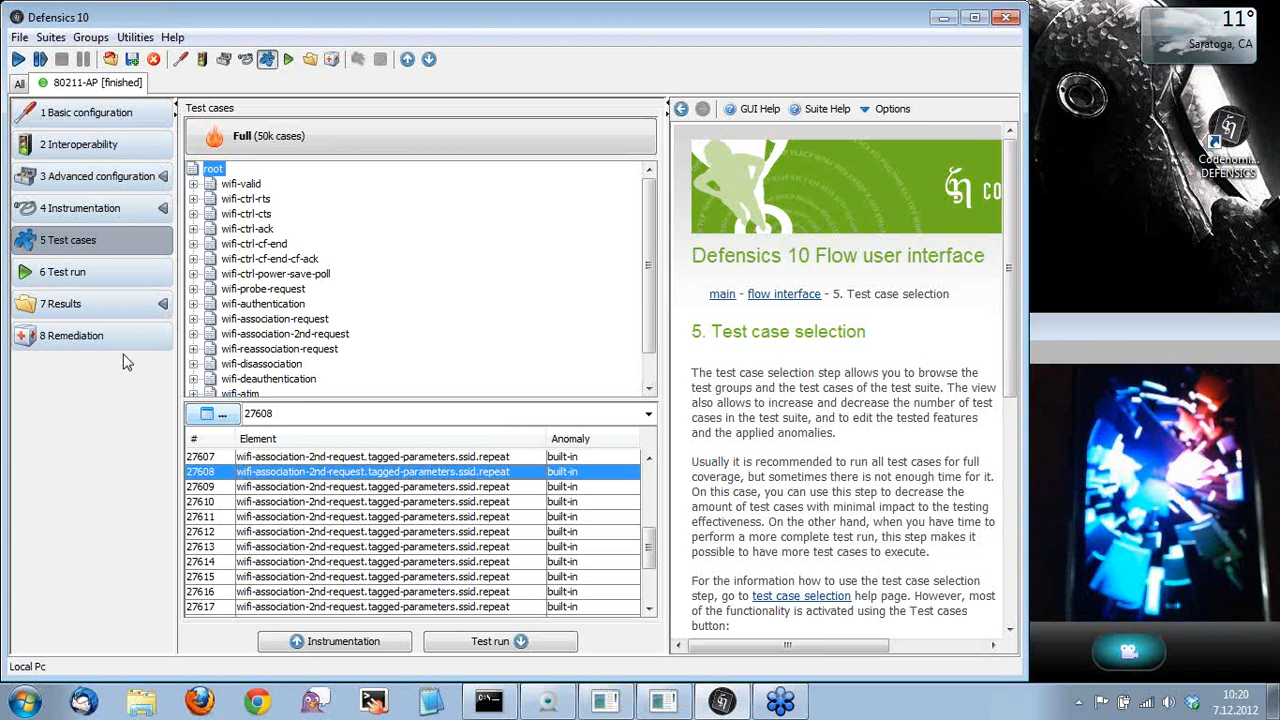 Defensics 10
File Suites Groups Utilities Help
All 80211-AP [finished]
1 Basic configuration
2 Interoperability
3 Advanced configuration
4 Instrumentation
5 Test cases
6 Test run
7 Results
8 Remediation
Test cases
Full (50k cases)
root
wifi-valid
wifi-ctrl-rts
wifi-ctrl-cts
wifi-ctrl-ack
wifi-ctrl-cf-end
wifi-ctrl-cf-end-cf-ack
wifi-ctrl-power-save-poll
wifi-probe-request
wifi-authentication
wifi-association-request
wifi-association-2nd-request
wifi-reassociation-request
wifi-disassociation
wifi-deauthentication
wifi-atim
... 27608
# Element Anomaly
27607 wifi-association-2nd-request.tagged-parameters.ssid.repeat built-in
27608 wifi-association-2nd-request.tagged-parameters.ssid.repeat built-in
27609 wifi-association-2nd-request.tagged-parameters.ssid.repeat built-in
27610 wifi-association-2nd-request.tagged-parameters.ssid.repeat built-in
27611 wifi-association-2nd-request.tagged-parameters.ssid.repeat built-in
27612 wifi-association-2nd-request.tagged-parameters.ssid.repeat built-in
27613 wifi-association-2nd-request.tagged-parameters.ssid.repeat built-in
27614 wifi-association-2nd-request.tagged-parameters.ssid.repeat built-in
27615 wifi-association-2nd-request.tagged-parameters.ssid.repeat built-in
27616 wifi-association-2nd-request.tagged-parameters.ssid.repeat built-in
27617 wifi-association-2nd-request.tagged-parameters.ssid.repeat built-in
Instrumentation Test run
Local Pc
GUI Help Suite Help Options
CO
Defensics 10 Flow user interface
main - flow interface - 5. Test case selection
5. Test case selection
The test case selection step allows you to browse the
test groups and the test cases of the test suite. The view
also allows to increase and decrease the number of test
cases in the test suite, and to edit the tested features
and the applied anomalies.
Usually it is recommended to run all test cases for full
coverage, but sometimes there is not enough time for it.
On this case, you can use this step to decrease the
amount of test cases with minimal impact to the testing
effectiveness. On the other hand, when you have time to
perform a more complete test run, this step makes it
possible to have more test cases to execute.
For the information how to use the test case selection
step, go to test case selection help page. However, most
of the functionality is activated using the Test cases
button:
11°
Saratoga, CA
Codenomi...
DEFENSICS
10:20
7.12.2012